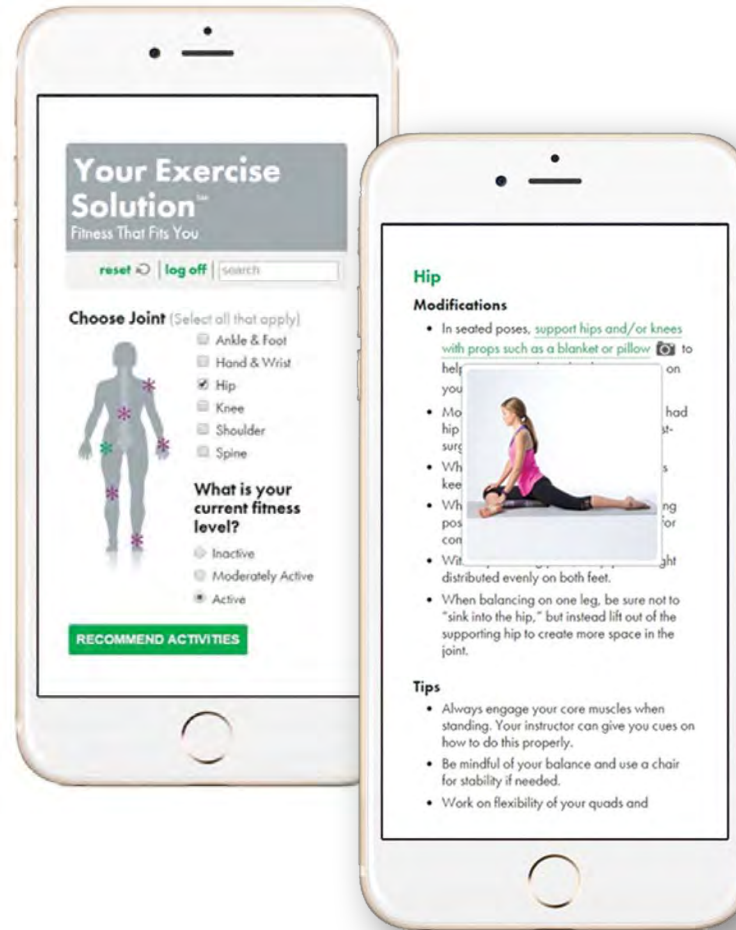 Your Exercise
Solution℠
Fitness That Fits You
reset | log off | search
Choose Joint (Select all that apply)
Ankle & Foot
Hand & Wrist
Hip
Knee
Shoulder
Spine
What is your
current fitness
level?
Inactive
Moderately Active
Active
RECOMMEND ACTIVITIES
Hip
Modifications
• In seated poses, support hips and/or knees
with props such as a blanket or pillow to
on
had
hip
distributed evenly on both feet.
• When balancing on one leg, be sure not to
"sink into the hip," but instead lift out of the
supporting hip to create more space in the
joint.
Tips
• Always engage your core muscles when
standing. Your instructor can give you cues on
how to do this properly.
• Be mindful of your balance and use a chair
for stability if needed.
• Work on flexibility of your quads and